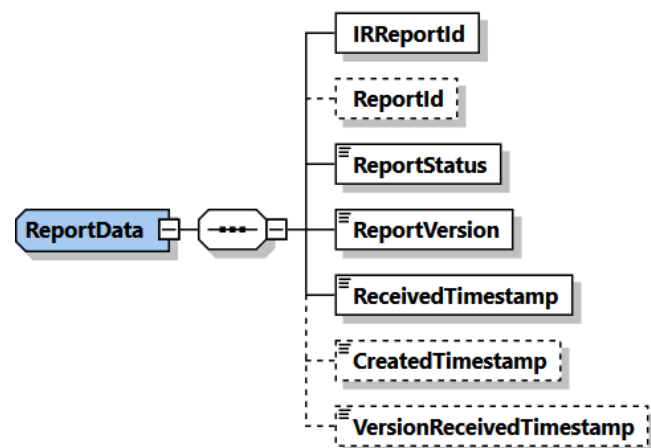 IRReportId
ReportId
ReportStatus
ReportData
ReportVersion
ReceivedTimestamp
CreatedTimestamp
VersionReceivedTimestamp